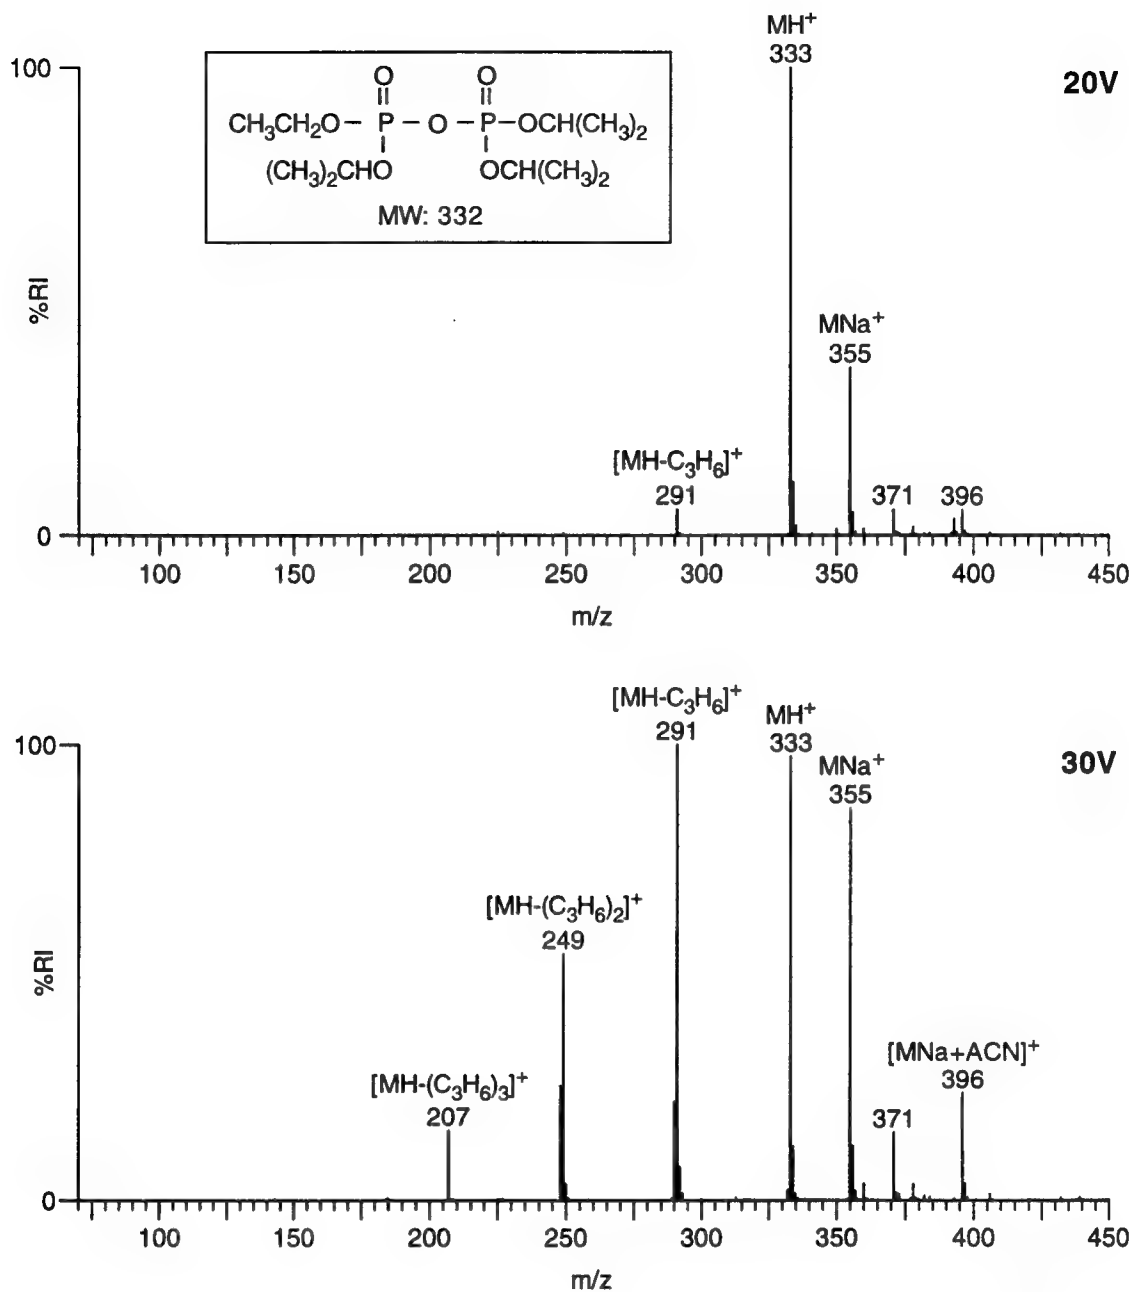 MH⁺
333
100
20V
O O
|| ||
CH₃CH₂O – P – O – P – OCH(CH₃)₂
(CH₃)₂CHO OCH(CH₃)₂
MW: 332
%RI
MNa⁺
355
[MH-C₃H₆]⁺
291
371
396
0
100 150 200 250 300 350 400 450
m/z
[MH-C₃H₆]⁺
291
MH⁺
333
100
30V
MNa⁺
355
[MH-(C₃H₆)₂]⁺
249
%RI
[MNa+ACN]⁺
396
[MH-(C₃H₆)₃]⁺
207
371
0
100 150 200 250 300 350 400 450
m/z